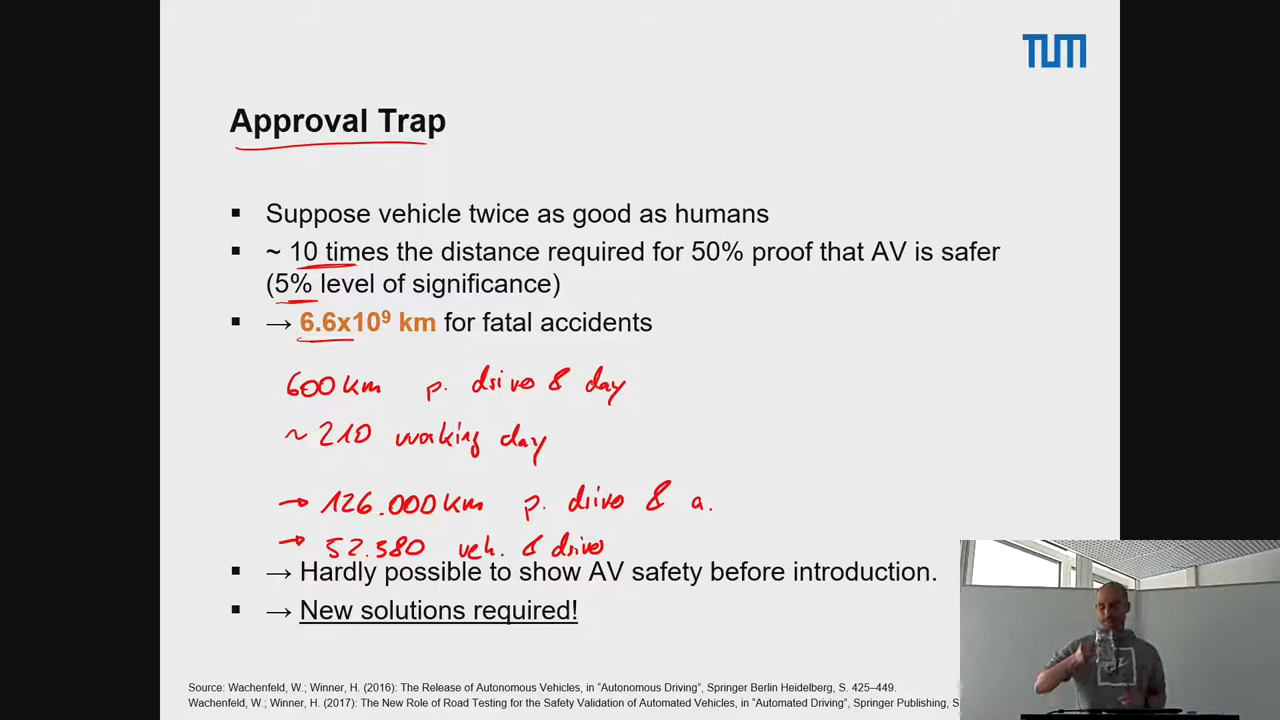 TUM
Approval Trap
▪ Suppose vehicle twice as good as humans
▪ ~ 10 times the distance required for 50% proof that AV is safer
(5% level of significance)
▪ → 6.6x10⁹ km for fatal accidents
600 km p. driver & day
~ 210 working day
→ 126.000 km p. driver & a.
→ 52.380 veh. & driver
▪ → Hardly possible to show AV safety before introduction.
▪ → New solutions required!
Source: Wachenfeld, W.; Winner, H. (2016): The Release of Autonomous Vehicles, in "Autonomous Driving", Springer Berlin Heidelberg, S. 425–449.
Wachenfeld, W.; Winner, H. (2017): The New Role of Road Testing for the Safety Validation of Automated Vehicles, in "Automated Driving", Springer Publishing, S